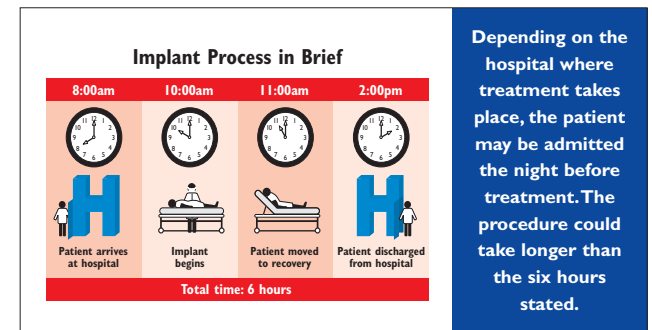 Implant Process in Brief
8:00am 10:00am 11:00am 2:00pm
Patient arrives
at hospital
Implant
begins
Patient moved
to recovery
Patient discharged
from hospital
Total time: 6 hours
Depending on the
hospital where
treatment takes
place, the patient
may be admitted
the night before
treatment. The
procedure could
take longer than
the six hours
stated.